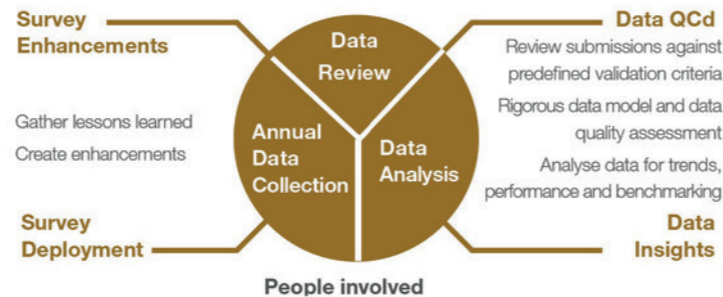 Survey
Enhancements
Gather lessons learned
Create enhancements
Survey
Deployment
Data
Review
Annual
Data
Collection
Data
Analysis
Data QCd
Review submissions against
predefined validation criteria
Rigorous data model and data
quality assessment
Analyse data for trends,
performance and benchmarking
Data
Insights
People involved